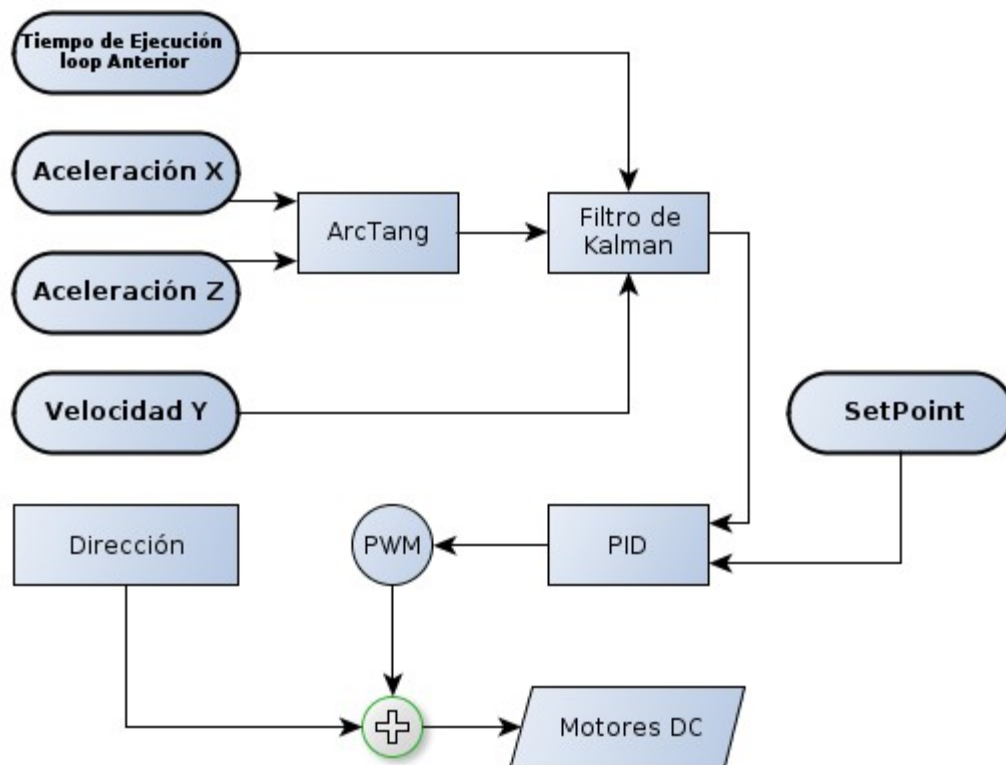 Tiempo de Ejecución
loop Anterior
Aceleración X
ArcTang
Filtro de
Kalman
Aceleración Z
Velocidad Y
SetPoint
Dirección
PWM
PID
Motores DC